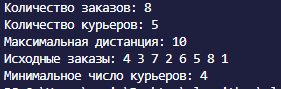 Количество заказов: 8
Количество курьеров: 5
Максимальная дистанция: 10
Исходные заказы: 4 3 7 2 6 5 8 1
Минимальное число курьеров: 4